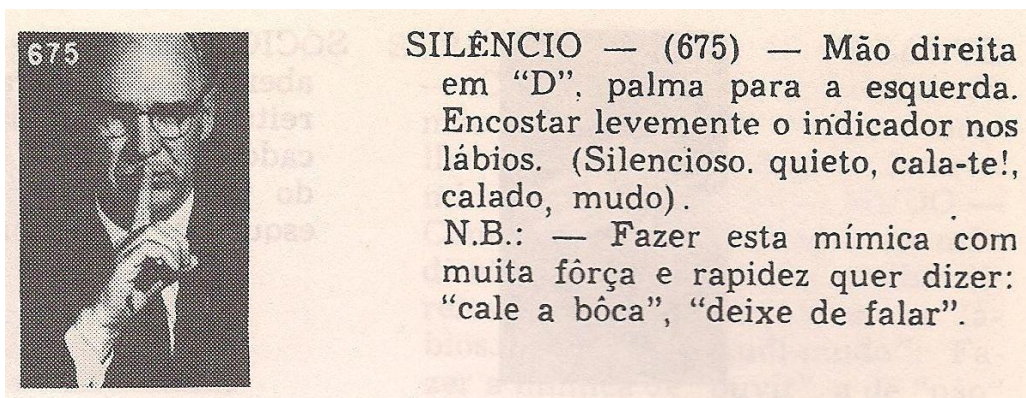 675
SILÊNCIO — (675) — Mão direita
em “D”, palma para a esquerda.
Encostar levemente o indicador nos
lábios. (Silencioso. quieto, cala-te!,
calado, mudo).
N.B.: — Fazer esta mímica com
muita fôrça e rapidez quer dizer:
“cale a bôca”, “deixe de falar”.